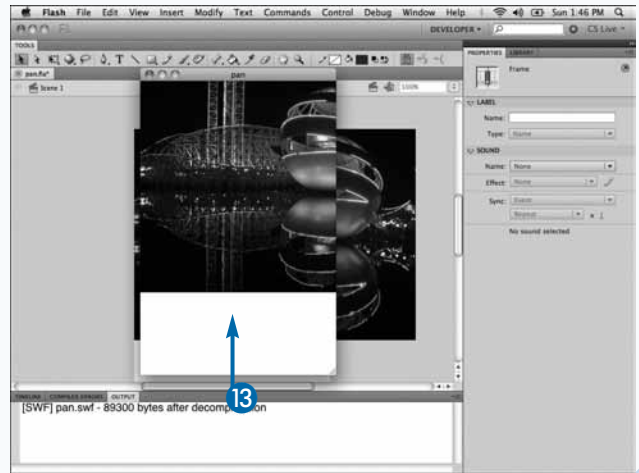 Flash File Edit View Insert Modify Text Commands Control Debug Window Help Sun 1:46 PM
DEVELOPER CS Live
TOOLS
PROPERTIES LIBRARY
pan.fla*
pan
Scene 1
100%
Frame
LABEL
Name:
Type: Name
SOUND
Name: None
Effect: None
Sync: Event
Repeat x 1
No sound selected
13
TIMELINE COMPILER ERRORS OUTPUT
[SWF] pan.swf - 89300 bytes after decomp on